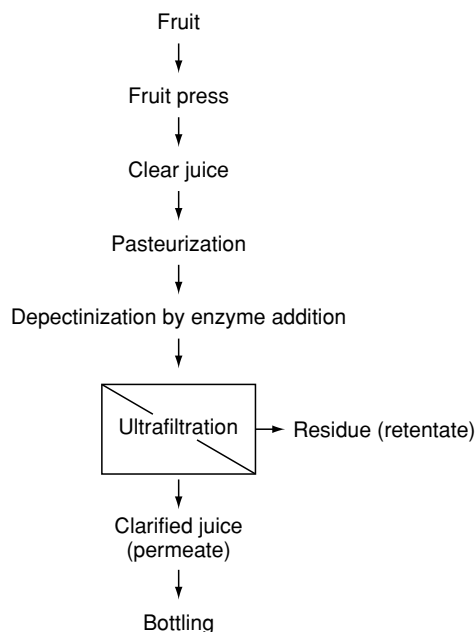 Fruit
Fruit press
Clear juice
Pasteurization
Depectinization by enzyme addition
Ultrafiltration
Residue (retentate)
Clarified juice
(permeate)
Bottling